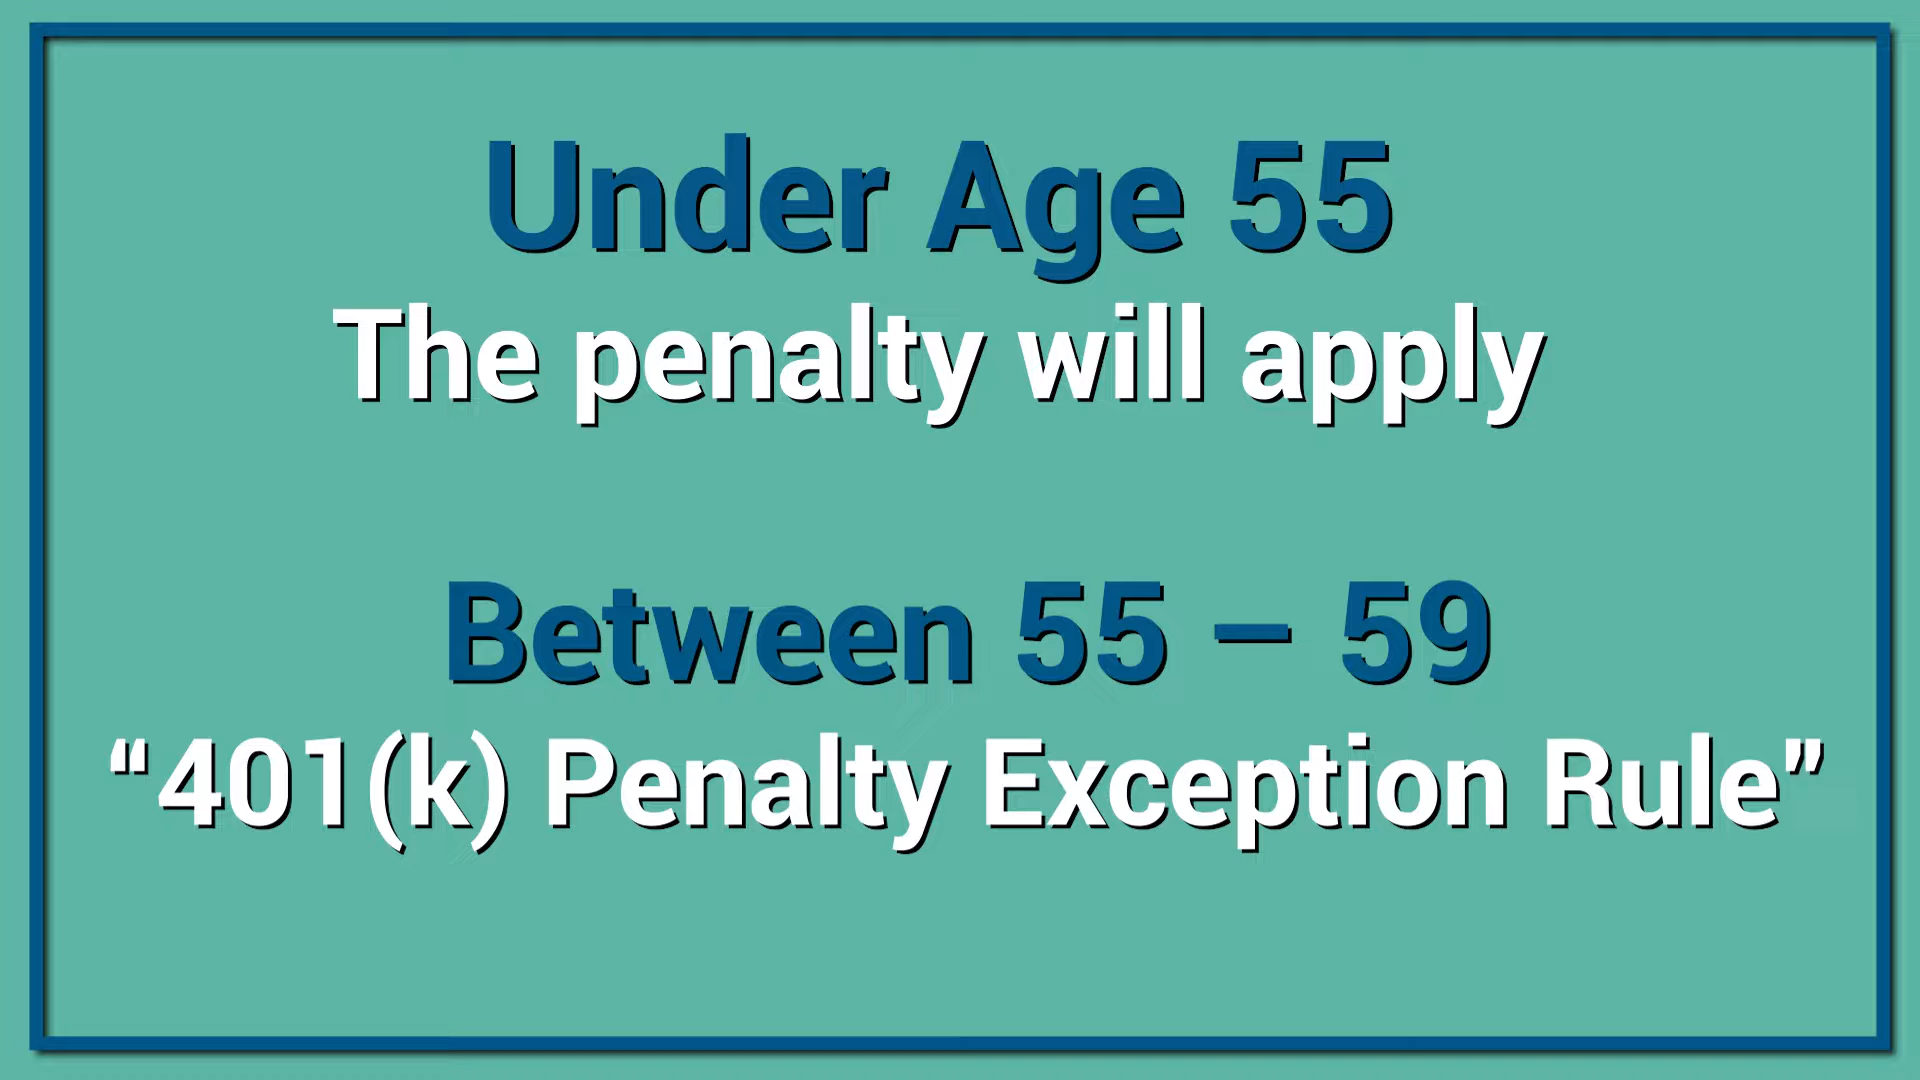 Under Age 55
The penalty will apply
Between 55 – 59
“401(k) Penalty Exception Rule”